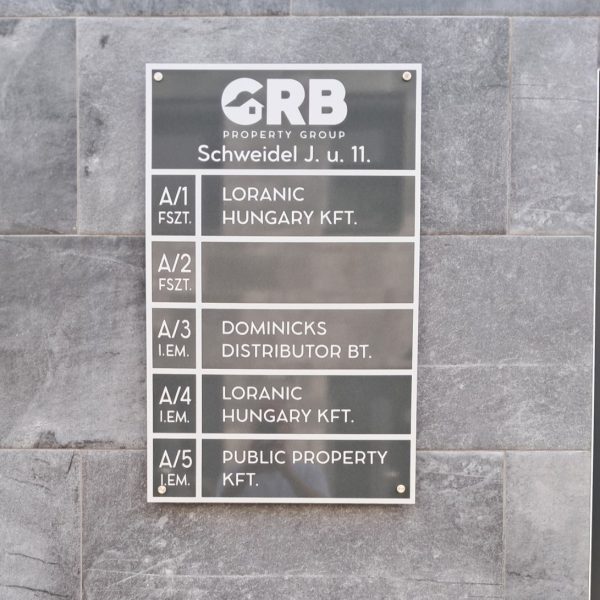 GRB
PROPERTY GROUP
Schweidel J. u. 11.
A/1
FSZT.
LORANIC
HUNGARY KFT.
A/2
FSZT.
A/3
I.EM.
DOMINICKS
DISTRIBUTOR BT.
A/4
I.EM.
LORANIC
HUNGARY KFT.
A/5
I.EM.
PUBLIC PROPERTY
KFT.